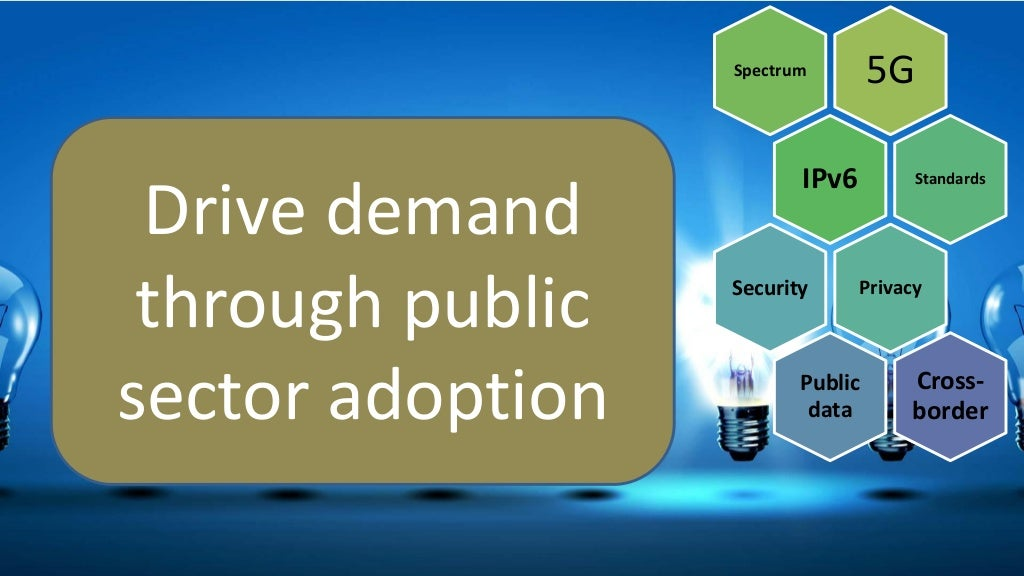 Drive demand
through public
sector adoption
Spectrum
5G
IPv6
Standards
Security
Privacy
Public
data
Cross-
border